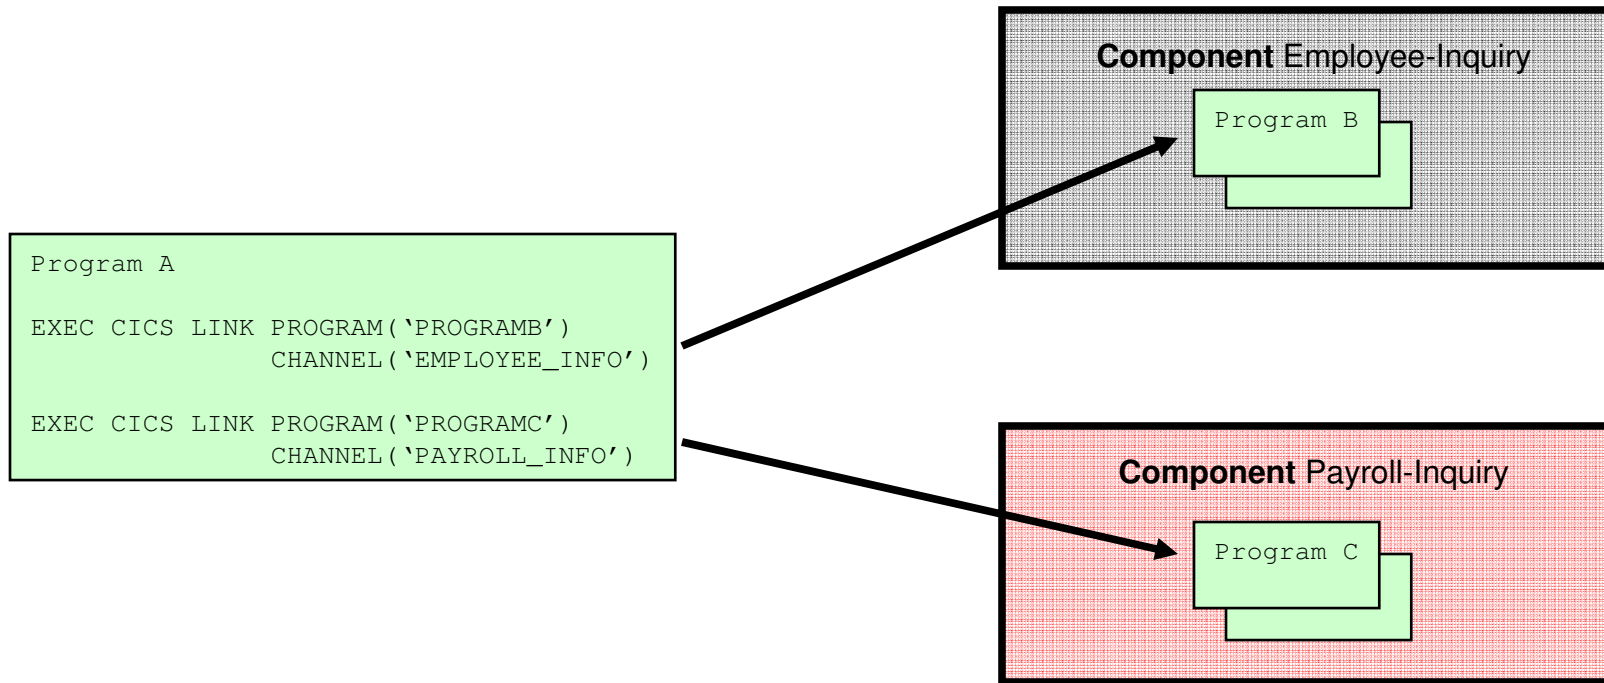 Component Employee-Inquiry
Program B
Program A
EXEC CICS LINK PROGRAM(‘PROGRAMB’)
CHANNEL(‘EMPLOYEE_INFO’)
EXEC CICS LINK PROGRAM(‘PROGRAMC’)
CHANNEL(‘PAYROLL_INFO’)
Component Payroll-Inquiry
Program C